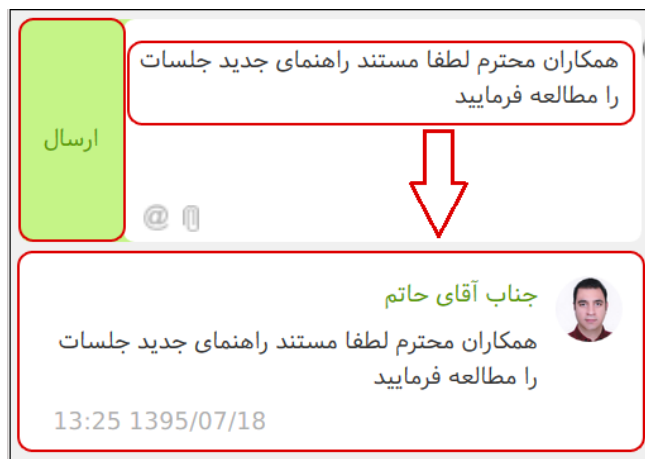 همکاران محترم لطفا مستند راهنمای جدید جلسات
را مطالعه فرمایید
ارسال
@
جناب آقای حاتم
همکاران محترم لطفا مستند راهنمای جدید جلسات
را مطالعه فرمایید
13:25 1395/07/18